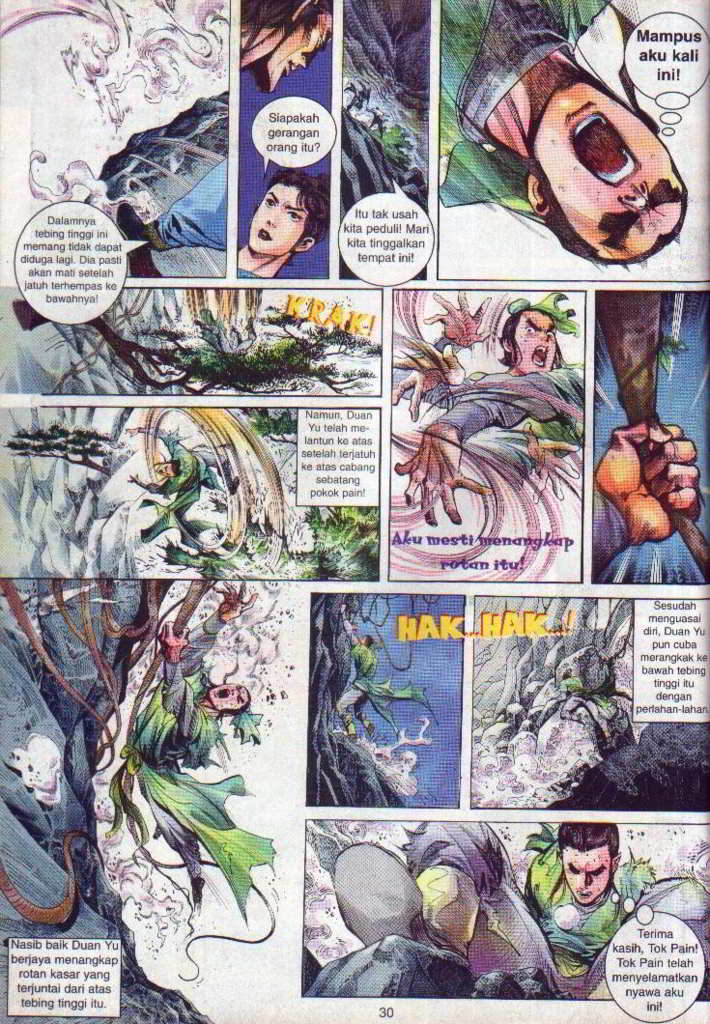 Dalamnya
tebing tinggi ini
memang tidak dapat
diduga lagi. Dia pasti
akan mati setelah
jatuh terhempas ke
bawahnya!
Siapakah
gerangan
orang itu?
Itu tak usah
kita peduli! Mari
kita tinggalkan
tempat ini!
Mampus
aku kali
ini!
KRAK!
Namun, Duan
Yu telah me-
lantun ke atas
setelah terjatuh
ke atas cabang
sebatang
pokok pain!
Aku mesti menangkap
rotan itu!
Nasib baik Duan Yu
berjaya menangkap
rotan kasar yang
terjuntai dari atas
tebing tinggi itu.
HAK...HAK...!
Sesudah
menguasai
diri, Duan Yu
pun cuba
merangkak ke
bawah tebing
tinggi itu
dengan
perlahan-lahan.
Terima
kasih, Tok Pain!
Tok Pain telah
menyelamatkan
nyawa aku
ini!
30